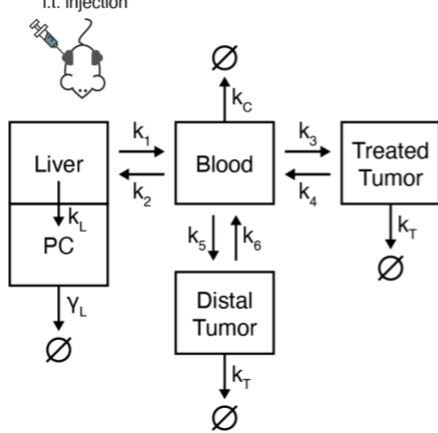 i.t. injection
∅
k_C
k_1
k_3
Liver
Blood
Treated
Tumor
k_2
k_4
k_L
PC
k_5
k_6
k_T
∅
γ_L
Distal
Tumor
∅
k_T
∅